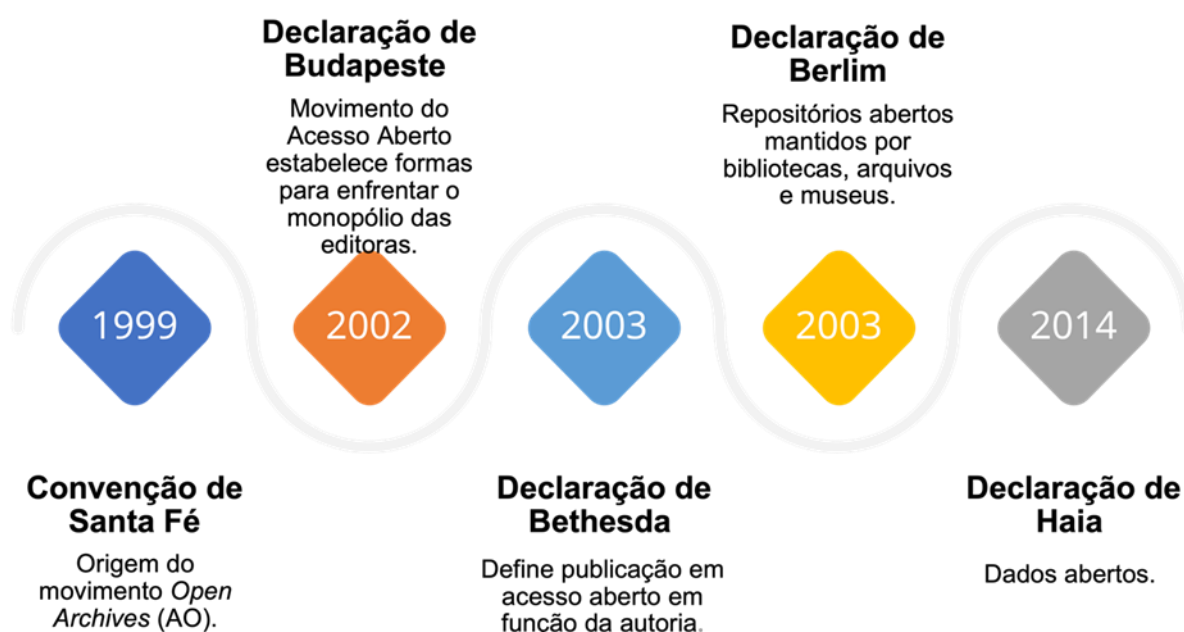 Declaração de
Budapeste
Movimento do
Acesso Aberto
estabelece formas
para enfrentar o
monopólio das
editoras.
Declaração de
Berlim
Repositórios abertos
mantidos por
bibliotecas, arquivos
e museus.
1999
2002
2003
2003
2014
Convenção de
Santa Fé
Origem do
movimento Open
Archives (AO).
Declaração de
Bethesda
Define publicação em
acesso aberto em
função da autoria.
Declaração de
Haia
Dados abertos.